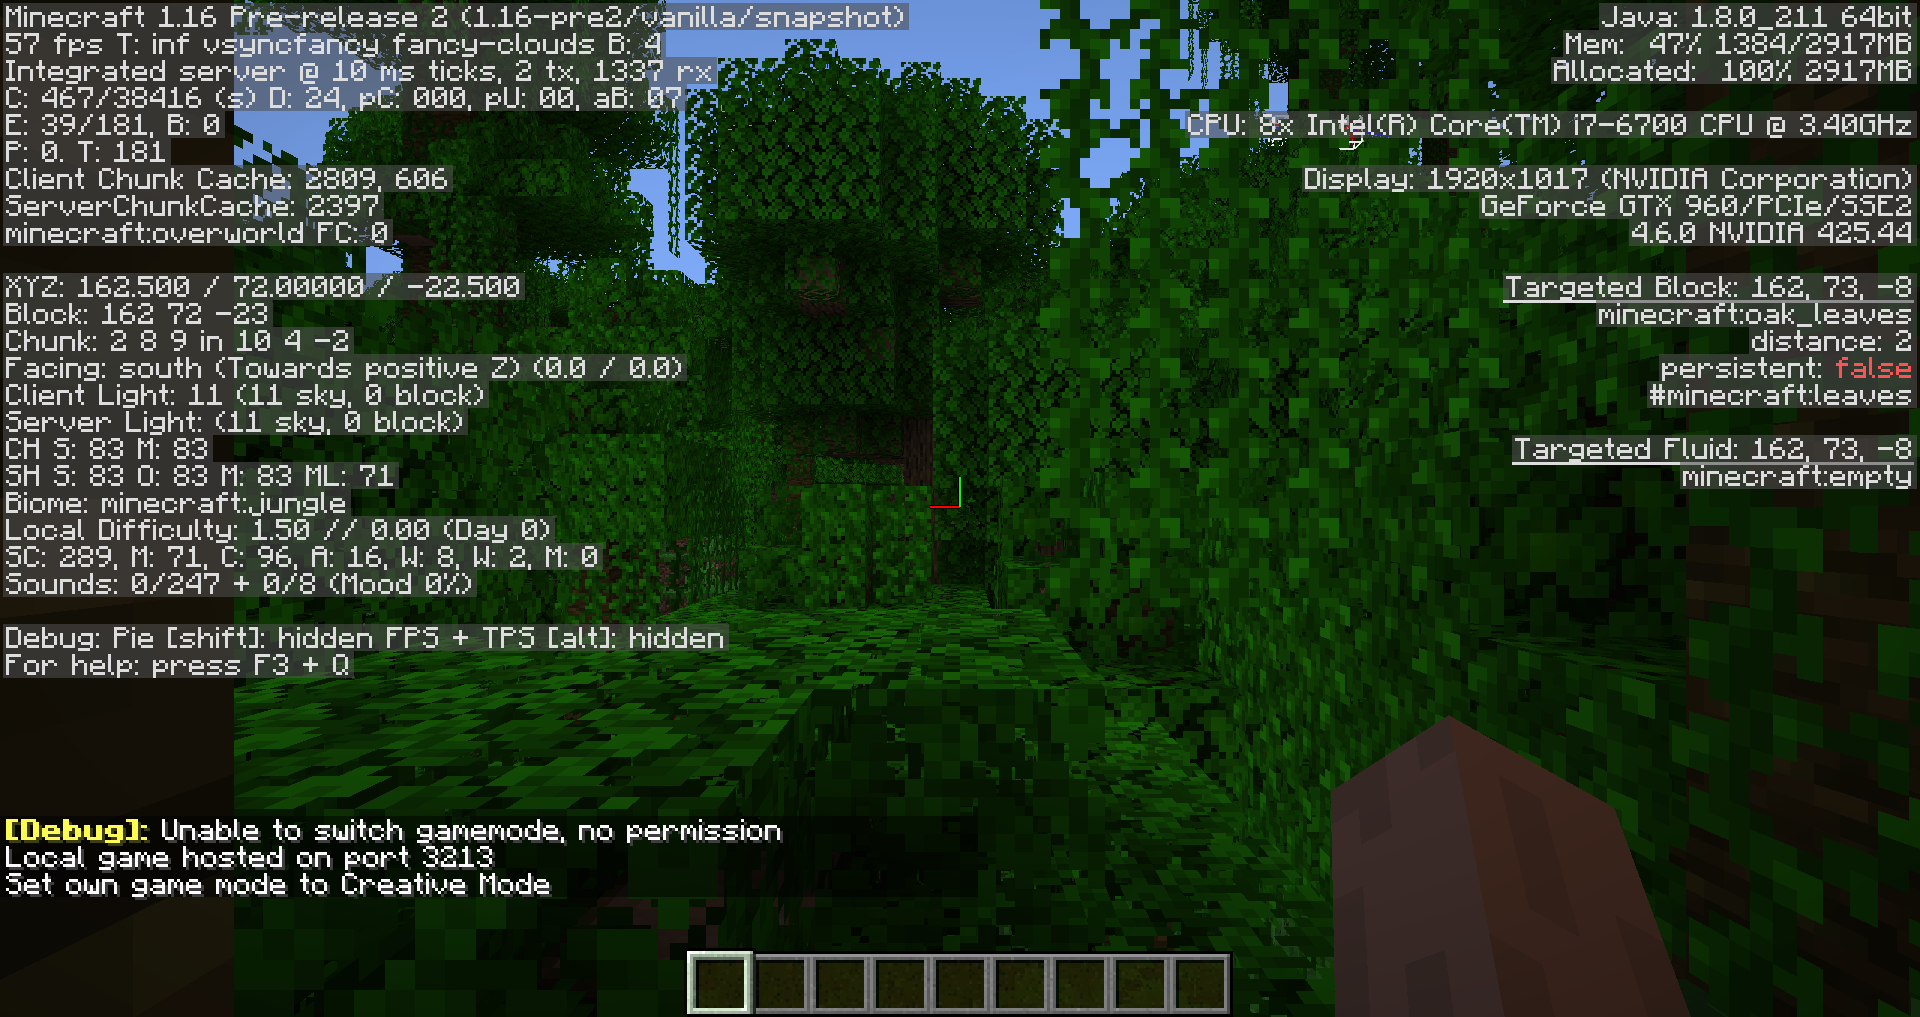 Minecraft 1.16 Pre-release 2 (1.16-pre2/vanilla/snapshot)
57 fps T: inf vsyncfancy fancy-clouds B: 4
Integrated server @ 10 ms ticks, 2 tx, 1337 rx
C: 467/38416 (s) D: 24, pC: 000, pU: 00, aB: 07
E: 39/181, B: 0
P: 0. T: 181
Client Chunk Cache: 2809, 606
ServerChunkCache: 2397
minecraft:overworld FC: 0
XYZ: 162.500 / 72.00000 / -22.500
Block: 162 72 -23
Chunk: 2 8 9 in 10 4 -2
Facing: south (Towards positive Z) (0.0 / 0.0)
Client Light: 11 (11 sky, 0 block)
Server Light: (11 sky, 0 block)
CH S: 83 M: 83
SH S: 83 O: 83 M: 83 ML: 71
Biome: minecraft:jungle
Local Difficulty: 1.50 // 0.00 (Day 0)
SC: 289, M: 71, C: 96, A: 16, W: 8, W: 2, M: 0
Sounds: 0/247 + 0/8 (Mood 0%)
Debug: Pie [shift]: hidden FPS + TPS [alt]: hidden
For help: press F3 + Q
Java: 1.8.0_211 64bit
Mem: 47% 1384/2917MB
Allocated: 100% 2917MB
CPU: 8x Intel(R) Core(TM) i7-6700 CPU @ 3.40GHz
Display: 1920x1017 (NVIDIA Corporation)
GeForce GTX 960/PCIe/SSE2
4.6.0 NVIDIA 425.44
Targeted Block: 162, 73, -8
minecraft:oak_leaves
distance: 2
persistent: false
#minecraft:leaves
Targeted Fluid: 162, 73, -8
minecraft:empty
[Debug]: Unable to switch gamemode, no permission
Local game hosted on port 3213
Set own game mode to Creative Mode